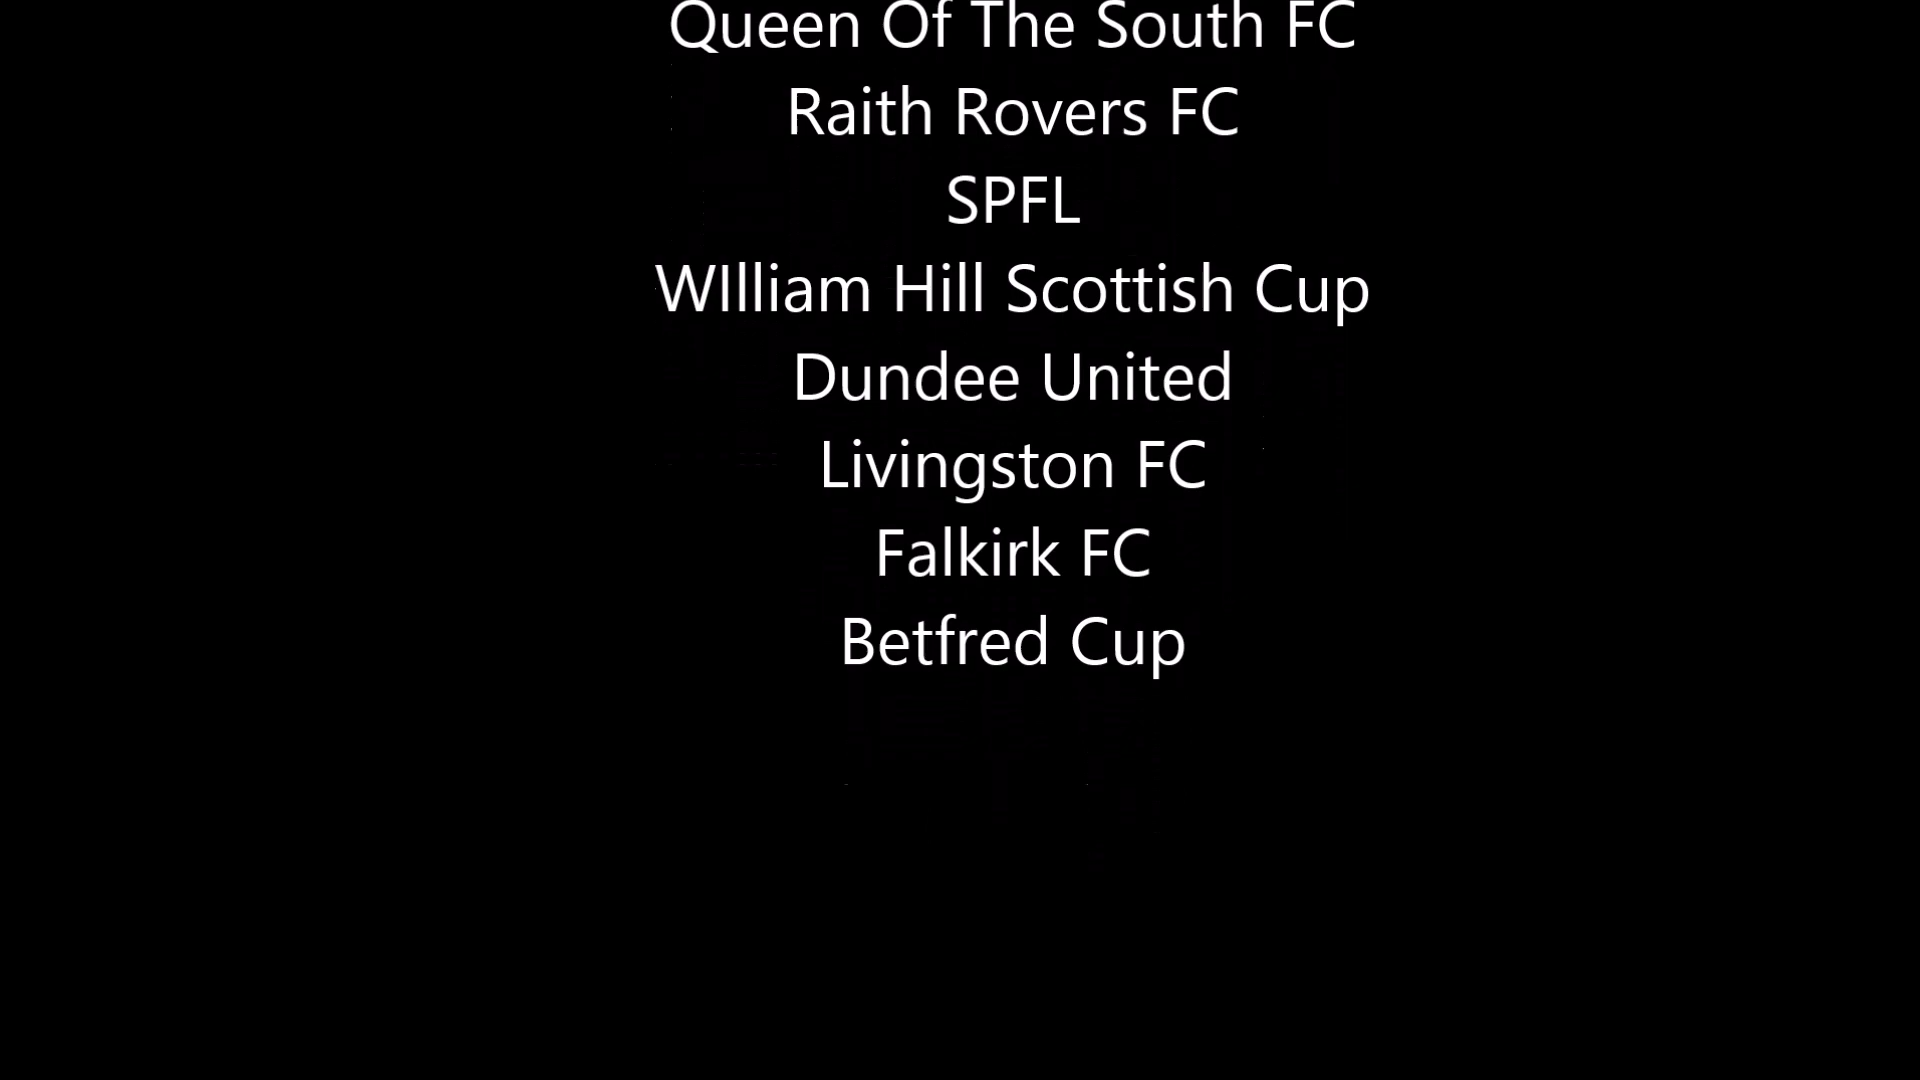 Queen Of The South FC
Raith Rovers FC
SPFL
WIlliam Hill Scottish Cup
Dundee United
Livingston FC
Falkirk FC
Betfred Cup